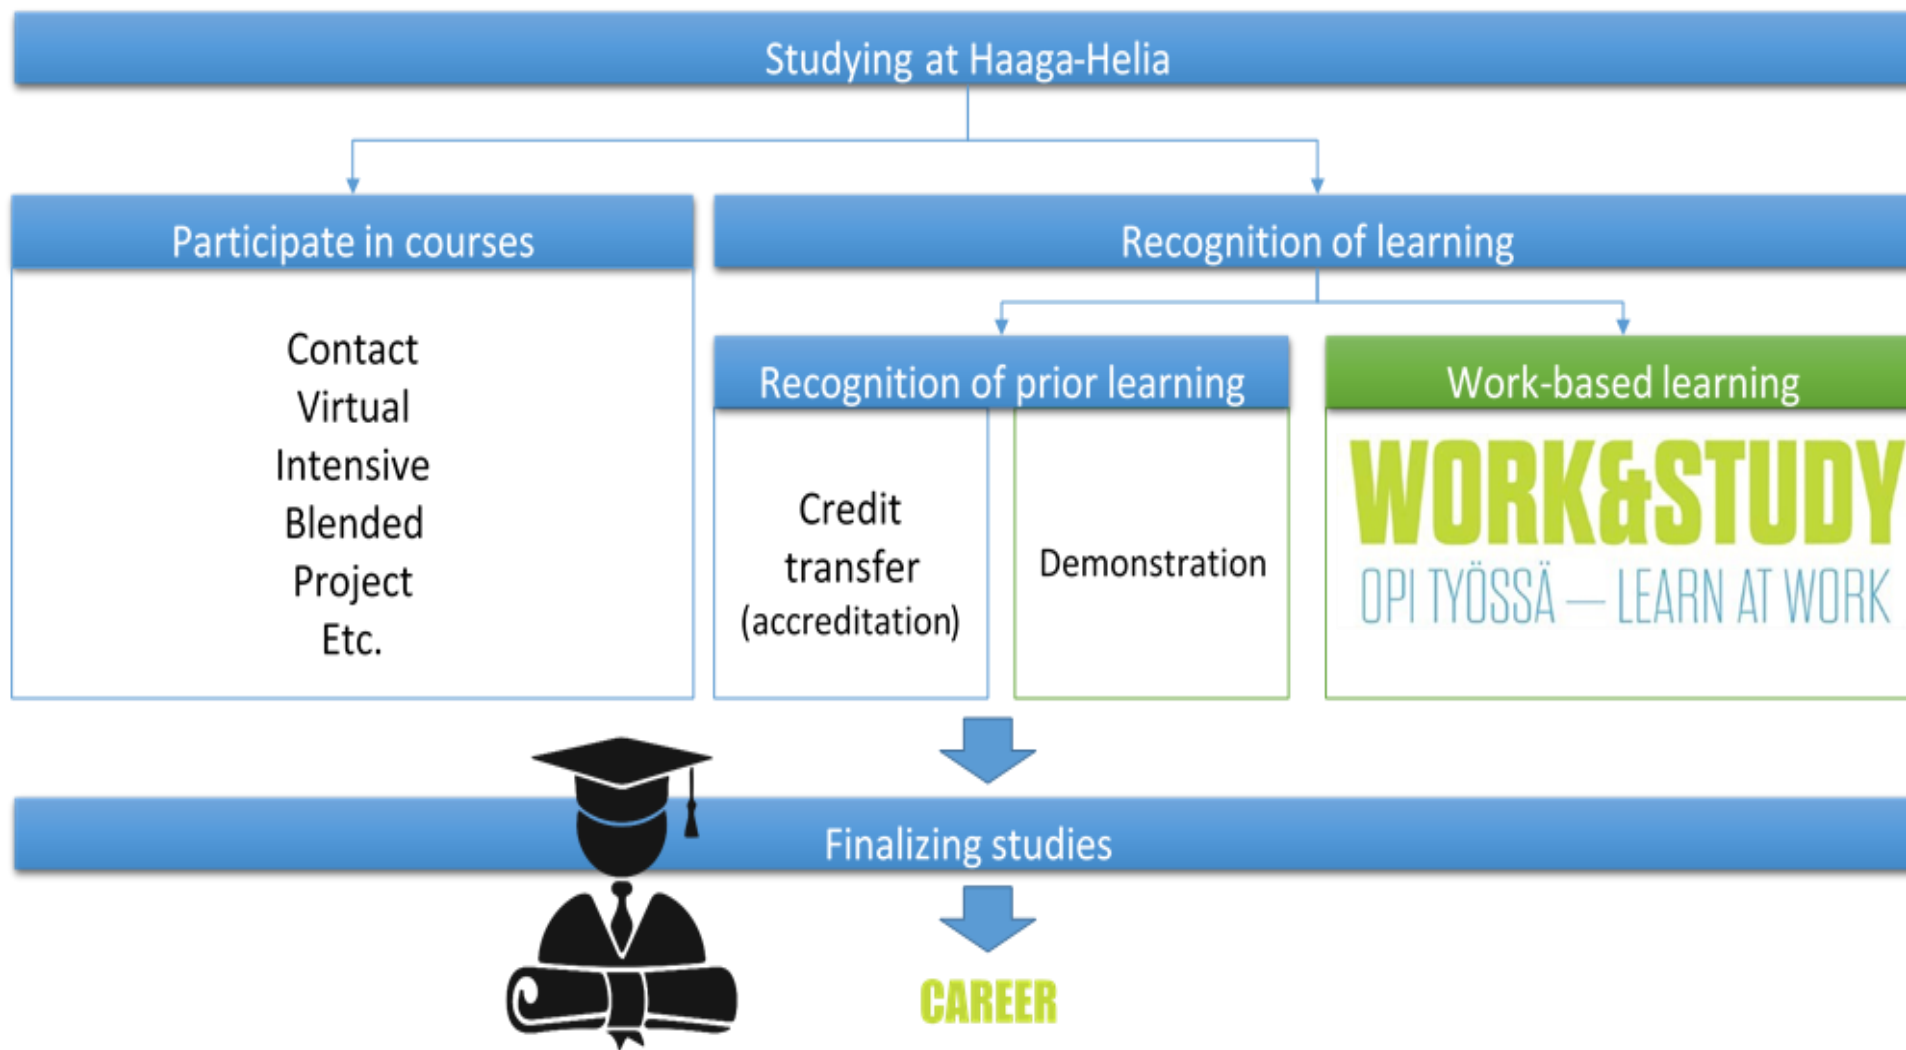 Studying at Haaga-Helia
Participate in courses
Contact
Virtual
Intensive
Blended
Project
Etc.
Recognition of learning
Recognition of prior learning
Credit
transfer
(accreditation)
Demonstration
Work-based learning
WORK&STUDY
OPI TYÖSSÄ — LEARN AT WORK
Finalizing studies
CAREER